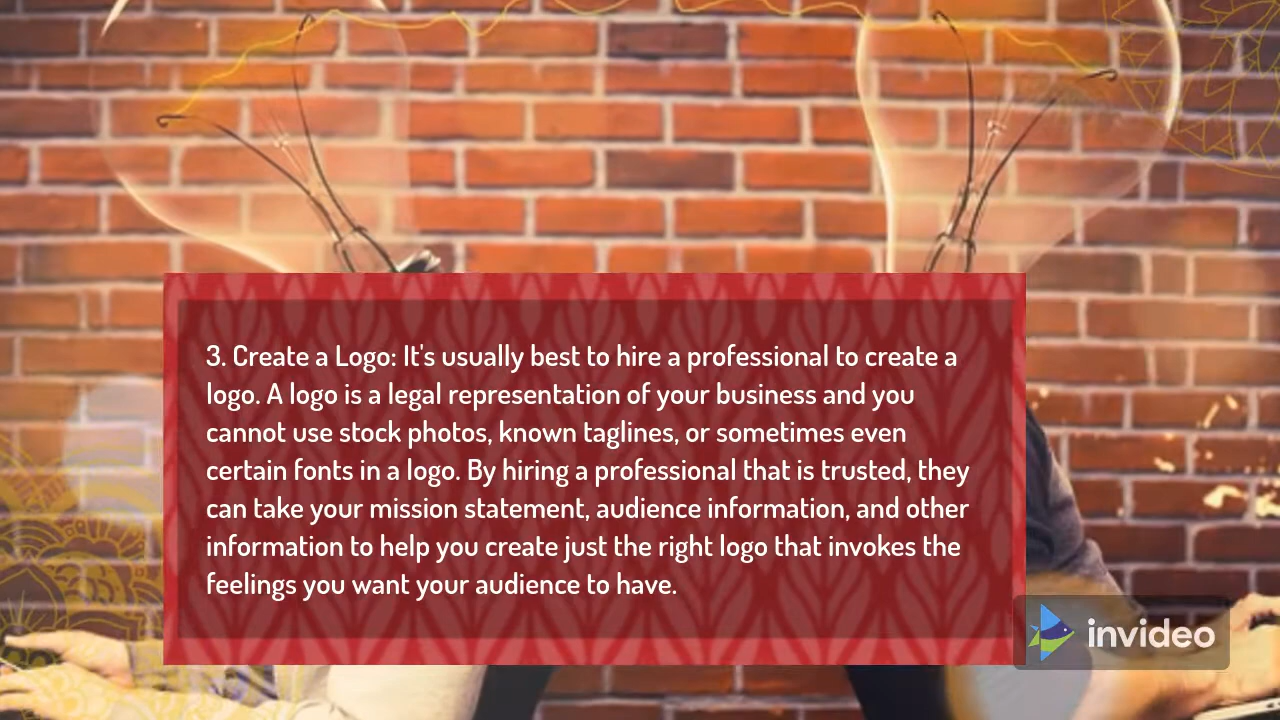 3. Create a Logo: It's usually best to hire a professional to create a
logo. A logo is a legal representation of your business and you
cannot use stock photos, known taglines, or sometimes even
certain fonts in a logo. By hiring a professional that is trusted, they
can take your mission statement, audience information, and other
information to help you create just the right logo that invokes the
feelings you want your audience to have.
invideo